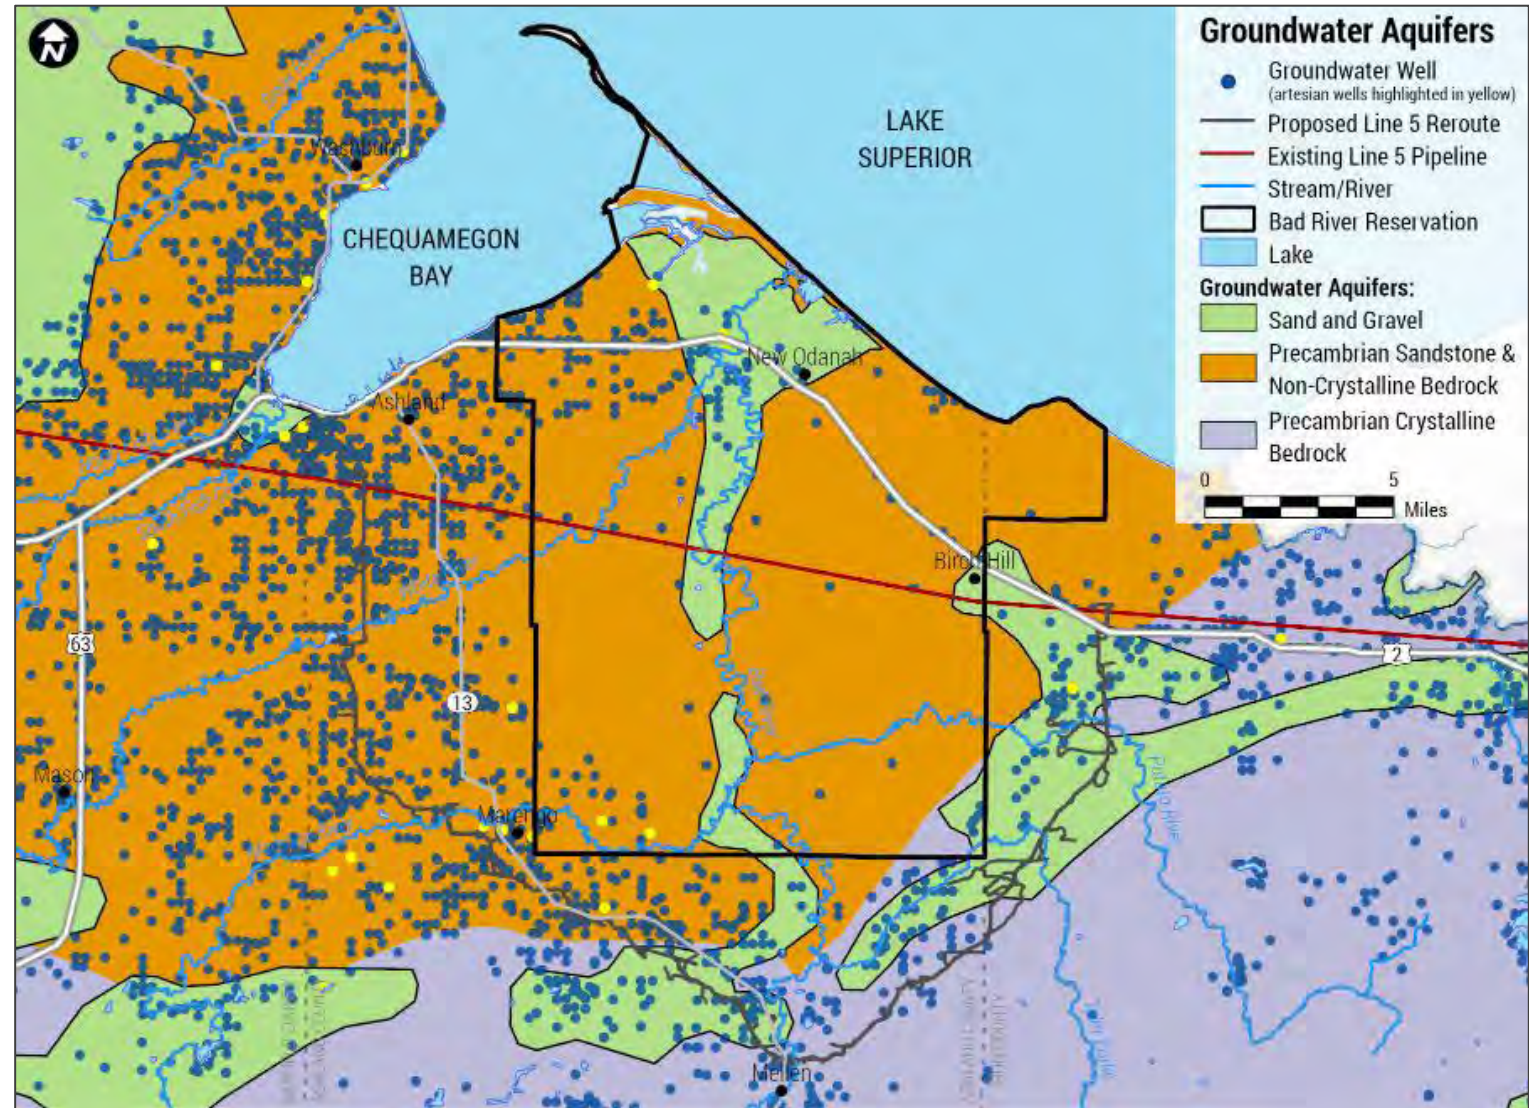 N
Groundwater Aquifers
Groundwater Well
(artesian wells highlighted in yellow)
Proposed Line 5 Reroute
Existing Line 5 Pipeline
Stream/River
Bad River Reservation
Lake
Groundwater Aquifers:
Sand and Gravel
Precambrian Sandstone &
Non-Crystalline Bedrock
Precambrian Crystalline
Bedrock
0 5
Miles
LAKE
SUPERIOR
Washburn
CHEQUAMEGON
BAY
New Odanah
Ashland
Birch Hill
63
2
13
Mason
Marengo
Mellen